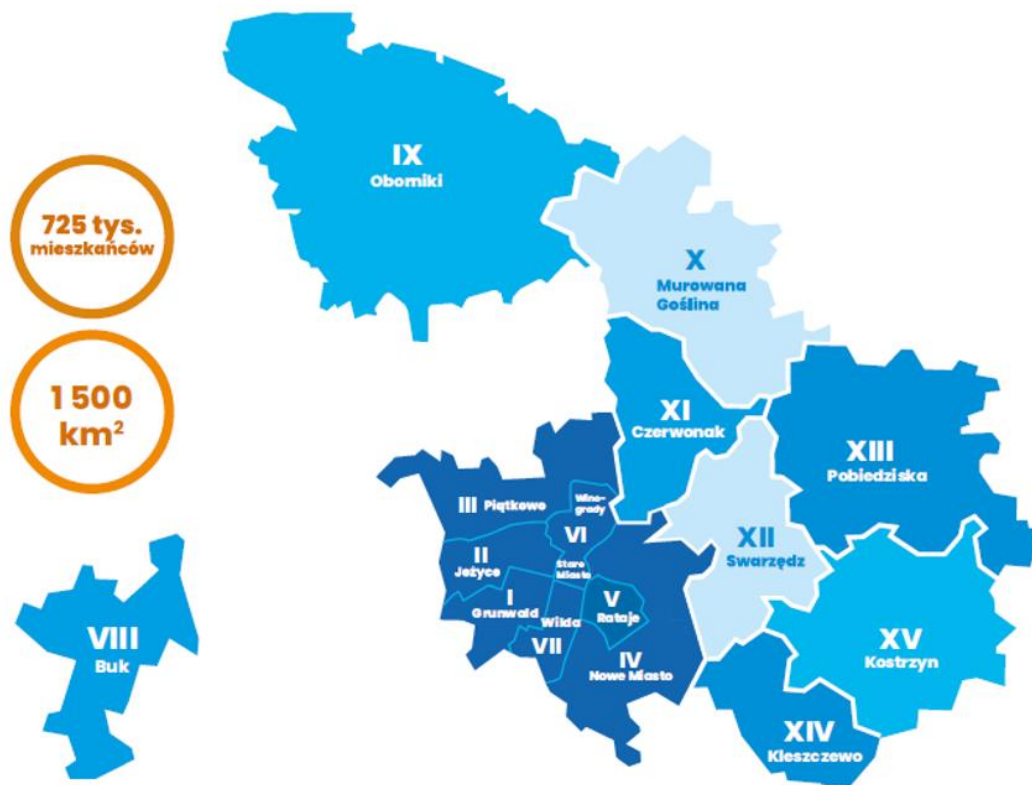 IX
Oborniki
725 tys.
mieszkańców
X
Murowana
Goślina
1 500
km²
XI
Czerwonak
XIII
Pobiedziska
III Piątkowo
Wino-
grady
VI
II
Jeżyce
Stare
Miasto
XII
Swarzędz
I
Grunwald
V
Rataje
Wilda
VII
IV
Nowe Miasto
VIII
Buk
XV
Kostrzyn
XIV
Kleszczewo